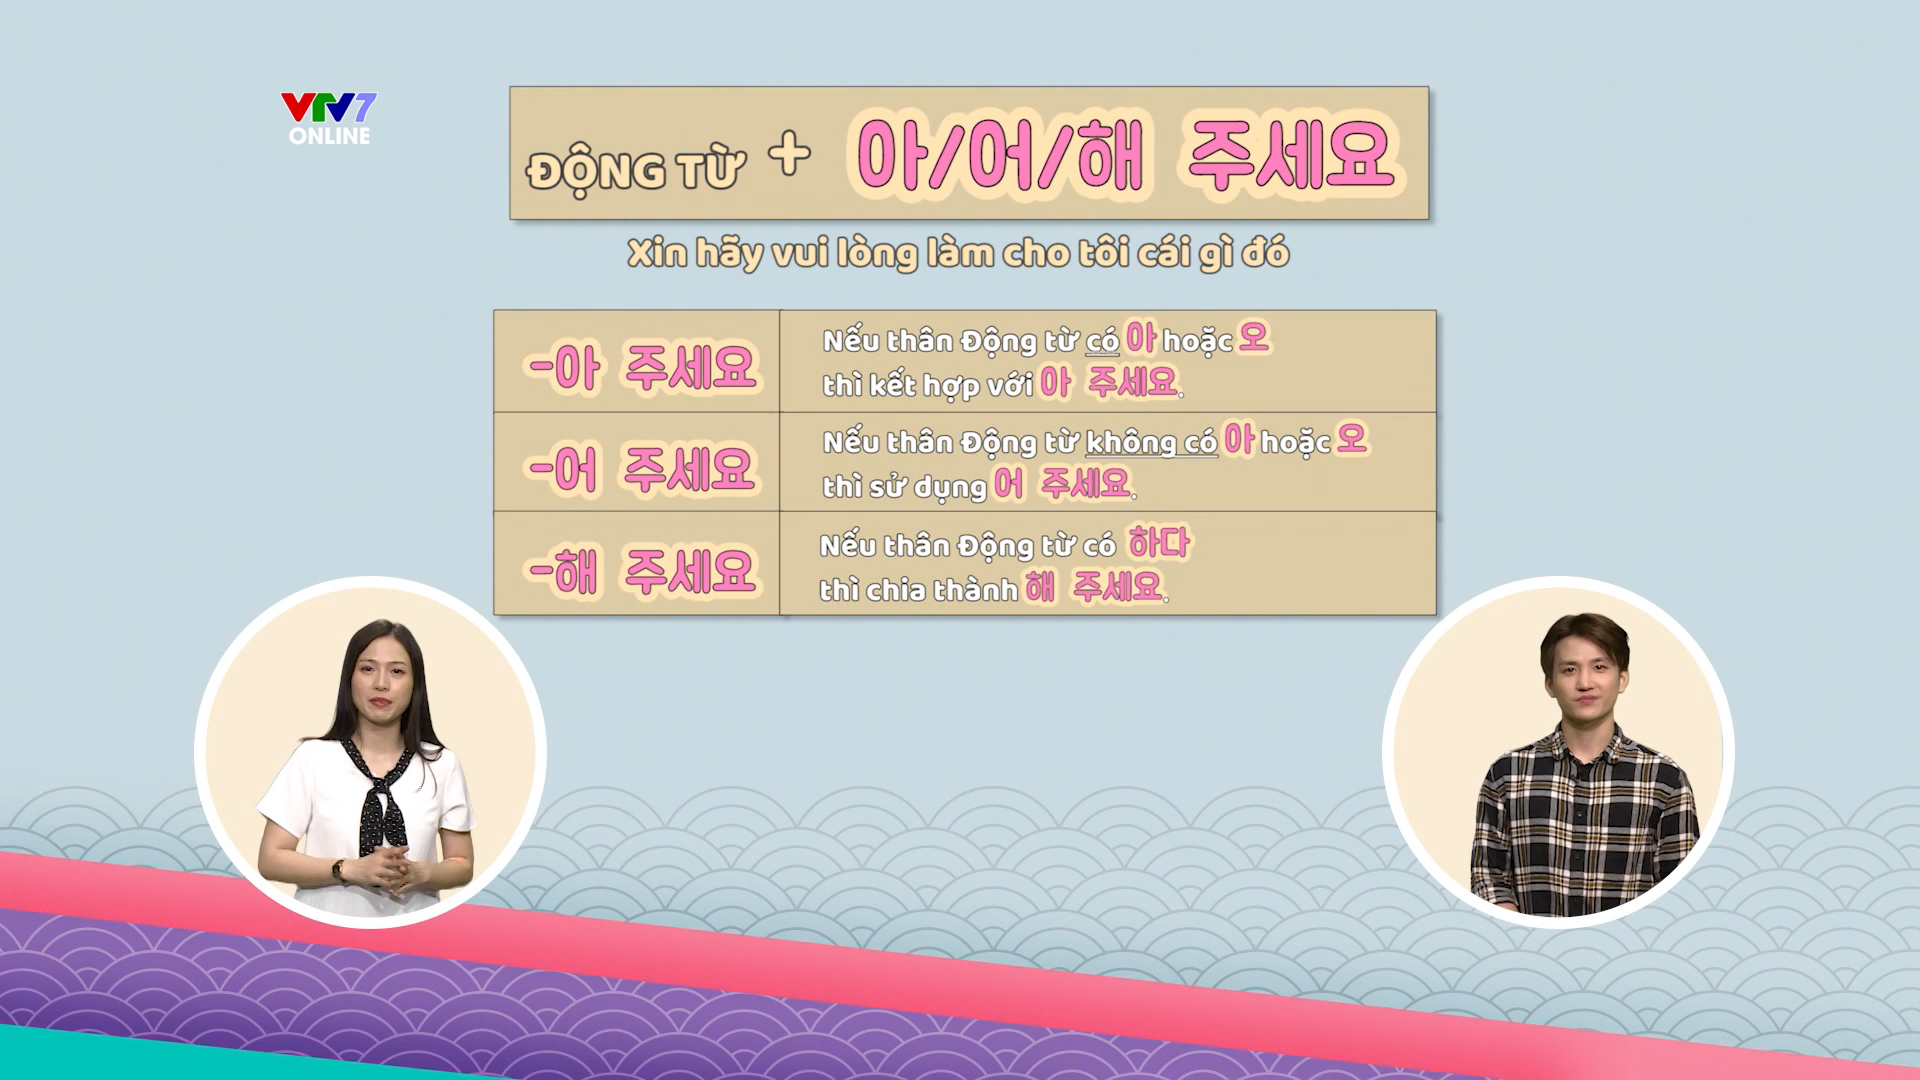 VTV7
ONLINE
ĐỘNG TỪ + 아/어/해 주세요
Xin hãy vui lòng làm cho tôi cái gì đó
-아 주세요
Nếu thân Động từ có 아 hoặc 오
thì kết hợp với 아 주세요.
-어 주세요
Nếu thân Động từ không có 아 hoặc 오
thì sử dụng 어 주세요.
-해 주세요
Nếu thân Động từ có 하다
thì chia thành 해 주세요.